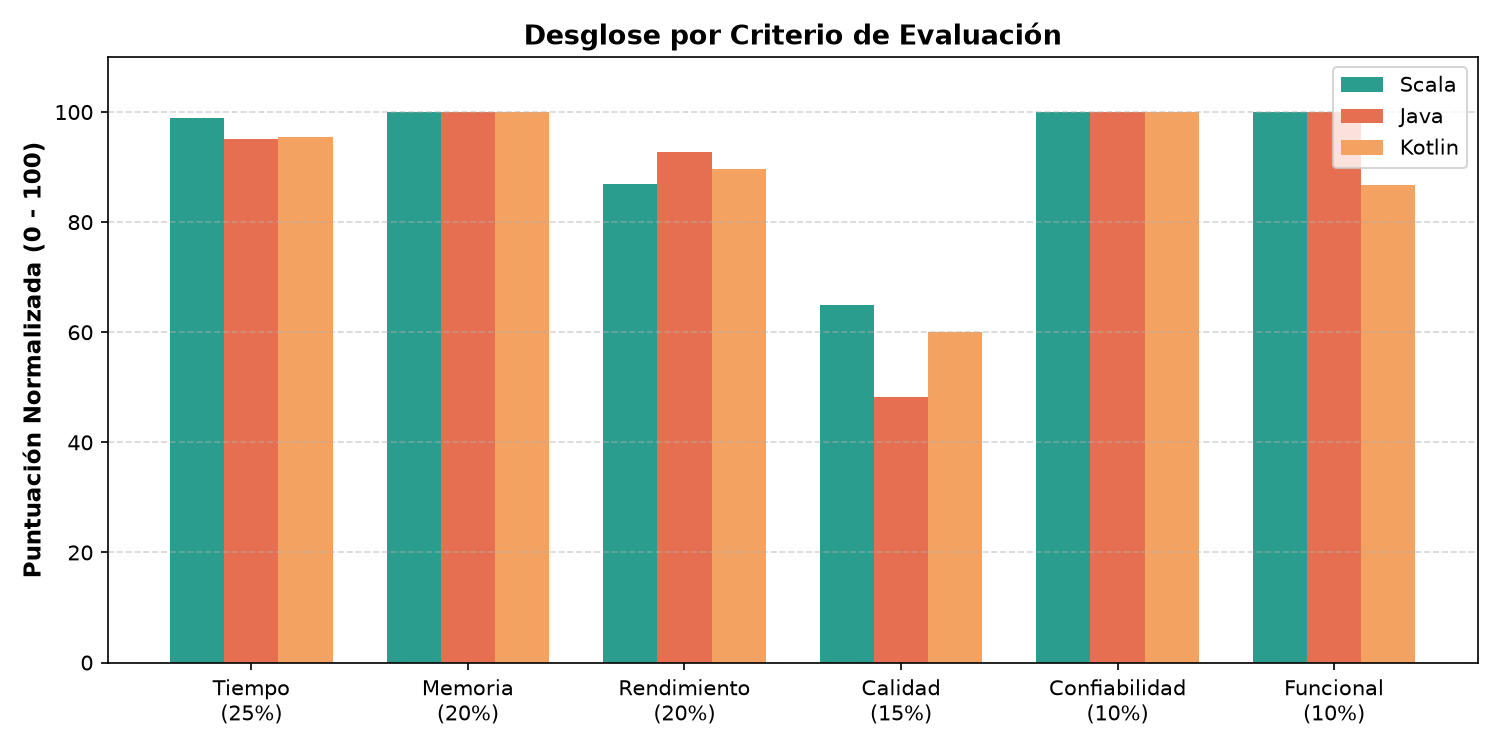 Desglose por Criterio de Evaluación
Puntuación Normalizada (0 - 100)
100
80
60
40
20
0
Scala
Java
Kotlin
Tiempo
(25%)
Memoria
(20%)
Rendimiento
(20%)
Calidad
(15%)
Confiabilidad
(10%)
Funcional
(10%)